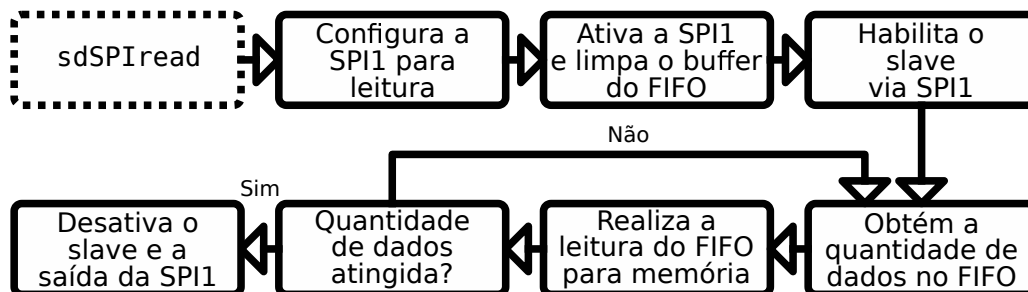 sdSPIread
Configura a
SPI1 para
leitura
Ativa a SPI1
e limpa o buffer
do FIFO
Habilita o
slave
via SPI1
Não
Sim
Desativa o
slave e a
saída da SPI1
Quantidade
de dados
atingida?
Realiza a
leitura do FIFO
para memória
Obtém a
quantidade de
dados no FIFO